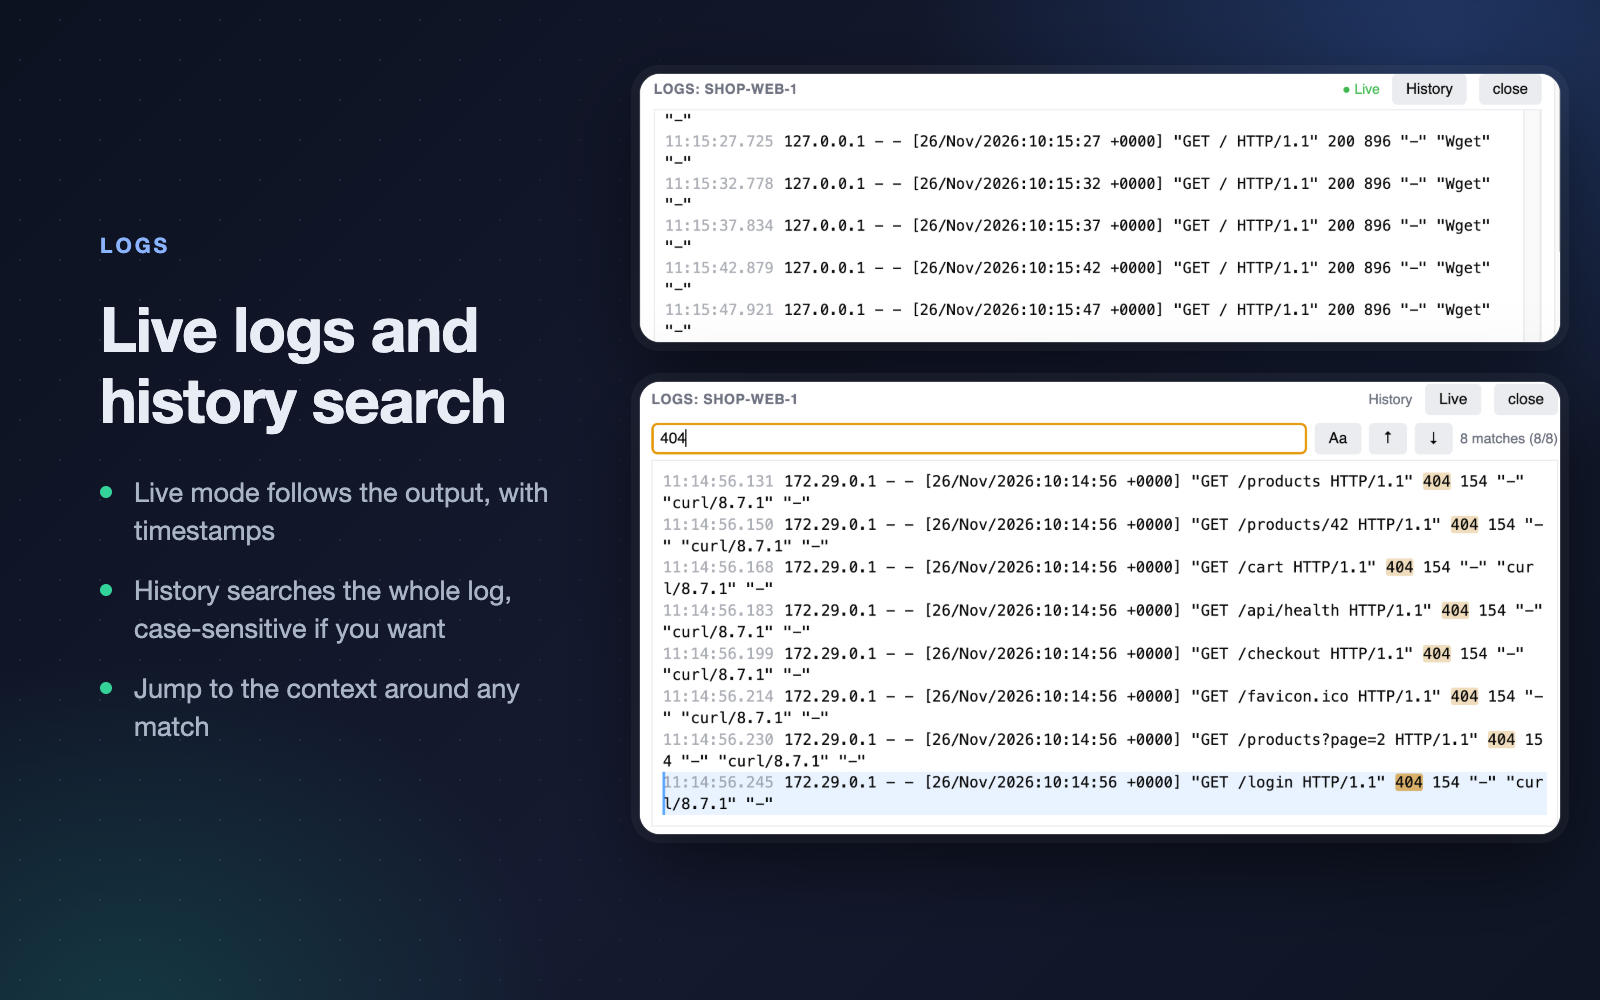 LOGS
Live logs and
history search
Live mode follows the output, with
timestamps
History searches the whole log,
case-sensitive if you want
Jump to the context around any
match
LOGS: SHOP-WEB-1
● Live
History
close
"–"
11:15:27.725 127.0.0.1 – – [26/Nov/2026:10:15:27 +0000] "GET / HTTP/1.1" 200 896 "–" "Wget"
"–"
11:15:32.778 127.0.0.1 – – [26/Nov/2026:10:15:32 +0000] "GET / HTTP/1.1" 200 896 "–" "Wget"
"–"
11:15:37.834 127.0.0.1 – – [26/Nov/2026:10:15:37 +0000] "GET / HTTP/1.1" 200 896 "–" "Wget"
"–"
11:15:42.879 127.0.0.1 – – [26/Nov/2026:10:15:42 +0000] "GET / HTTP/1.1" 200 896 "–" "Wget"
"–"
11:15:47.921 127.0.0.1 – – [26/Nov/2026:10:15:47 +0000] "GET / HTTP/1.1" 200 896 "–" "Wget"
"–"
LOGS: SHOP-WEB-1
History
Live
close
404
Aa
↑
↓
8 matches (8/8)
11:14:56.131 172.29.0.1 – – [26/Nov/2026:10:14:56 +0000] "GET /products HTTP/1.1" 404 154 "–"
"curl/8.7.1" "–"
11:14:56.150 172.29.0.1 – – [26/Nov/2026:10:14:56 +0000] "GET /products/42 HTTP/1.1" 404 154 "–
" "curl/8.7.1" "–"
11:14:56.168 172.29.0.1 – – [26/Nov/2026:10:14:56 +0000] "GET /cart HTTP/1.1" 404 154 "–" "cur
l/8.7.1" "–"
11:14:56.183 172.29.0.1 – – [26/Nov/2026:10:14:56 +0000] "GET /api/health HTTP/1.1" 404 154 "–"
"curl/8.7.1" "–"
11:14:56.199 172.29.0.1 – – [26/Nov/2026:10:14:56 +0000] "GET /checkout HTTP/1.1" 404 154 "–"
"curl/8.7.1" "–"
11:14:56.214 172.29.0.1 – – [26/Nov/2026:10:14:56 +0000] "GET /favicon.ico HTTP/1.1" 404 154 "–
" "curl/8.7.1" "–"
11:14:56.230 172.29.0.1 – – [26/Nov/2026:10:14:56 +0000] "GET /products?page=2 HTTP/1.1" 404 15
4 "–" "curl/8.7.1" "–"
11:14:56.245 172.29.0.1 – – [26/Nov/2026:10:14:56 +0000] "GET /login HTTP/1.1" 404 154 "–" "cur
l/8.7.1" "–"